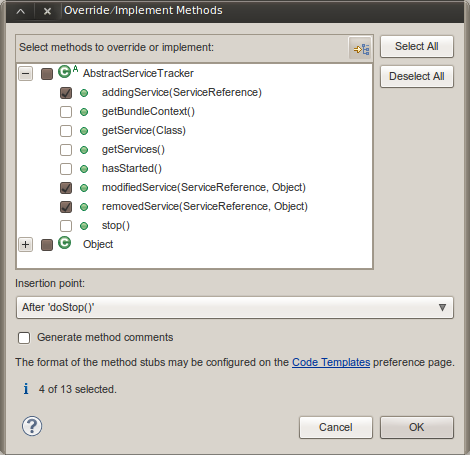 Override/Implement Methods
Select methods to override or implement:
Select All
Deselect All
AbstractServiceTracker
addingService(ServiceReference)
getBundleContext()
getService(Class)
getServices()
hasStarted()
modifiedService(ServiceReference, Object)
removedService(ServiceReference, Object)
stop()
Object
Insertion point:
After 'doStop()'
Generate method comments
The format of the method stubs may be configured on the Code Templates preference page.
4 of 13 selected.
Cancel
OK